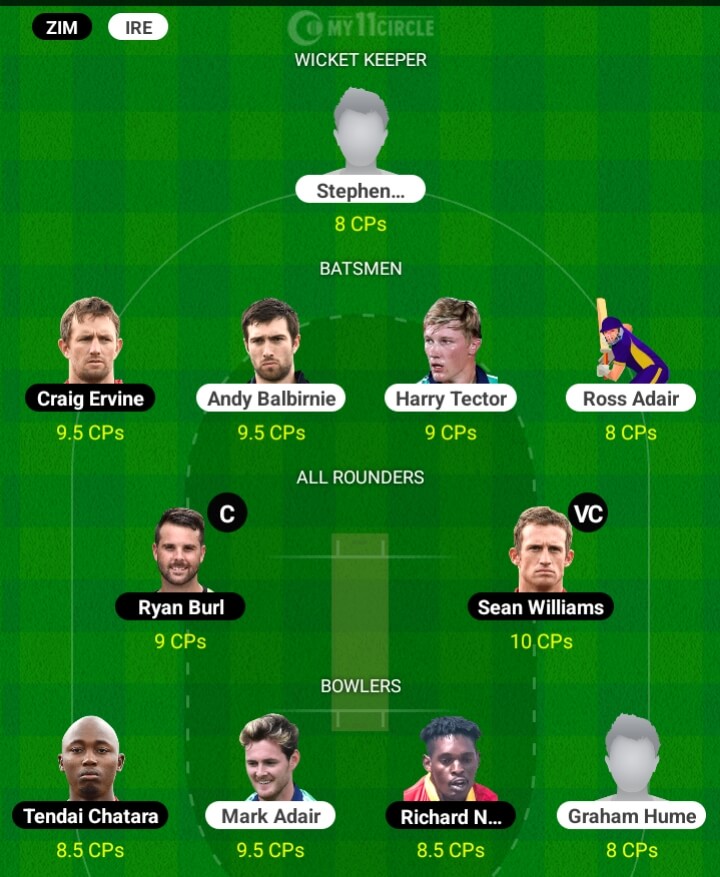 ZIM IRE MY11CIRCLE
WICKET KEEPER
Stephen...
8 CPs
BATSMEN
Craig Ervine Andy Balbirnie Harry Tector Ross Adair
9.5 CPs 9.5 CPs 9 CPs 8 CPs
ALL ROUNDERS
C VC
Ryan Burl Sean Williams
9 CPs 10 CPs
BOWLERS
Tendai Chatara Mark Adair Richard N... Graham Hume
8.5 CPs 9.5 CPs 8.5 CPs 8 CPs